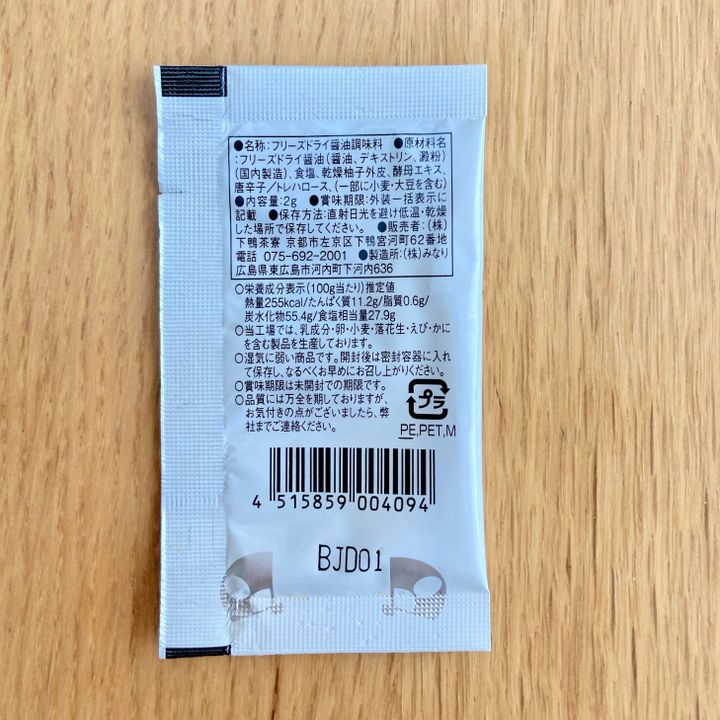 ●名称:フリーズドライ醤油調味料 ●原材料名
:フリーズドライ醤油(醤油、デキストリン、澱粉)
(国内製造)、食塩、乾燥柚子外皮、酵母エキス、
唐辛子/トレハロース、(一部に小麦・大豆を含む)
●内容量:2g ●賞味期限:外装一括表示に
記載 ●保存方法:直射日光を避け低温・乾燥
した場所で保存してください。 ●販売者:(株)
下鴨茶寮 京都市左京区下鴨宮河町62番地
電話 075-692-2001 ●製造所:(株)みなり
広島県東広島市河内町下河内636
○栄養成分表示(100g当たり)推定値
熱量255kcal/たんぱく質11.2g/脂質0.6g/
炭水化物55.4g/食塩相当量27.9g
○当工場では、乳成分・卵・小麦・落花生・えび・かに
を含む製品を生産しております。
○湿気に弱い商品です。開封後は密封容器に入れ
て保存し、なるべくお早めにお召し上がりください。
○賞味期限は未開封での期限です。
○品質には万全を期しておりますが、
お気付きの点がございましたら、弊
社までご連絡ください。
プラ
PE,PET,M
4 515859 004094
BJD01